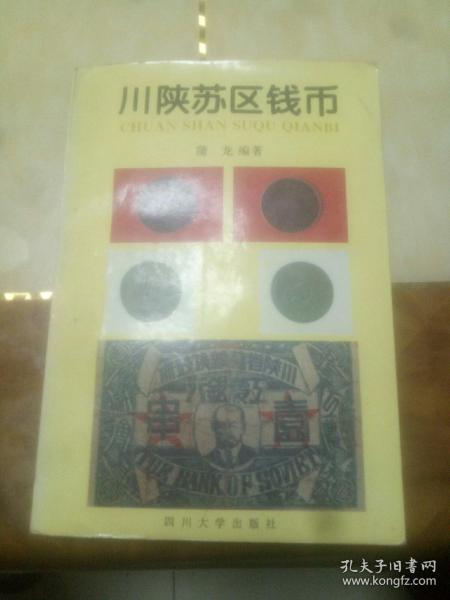 川陕苏区钱币
CHUAN SHAN SUQU QIANBI
蒲 龙 编著
串 壹
THE BANK OF SOVIET
四川大学出版社
孔夫子旧书网
www.kongfz.com